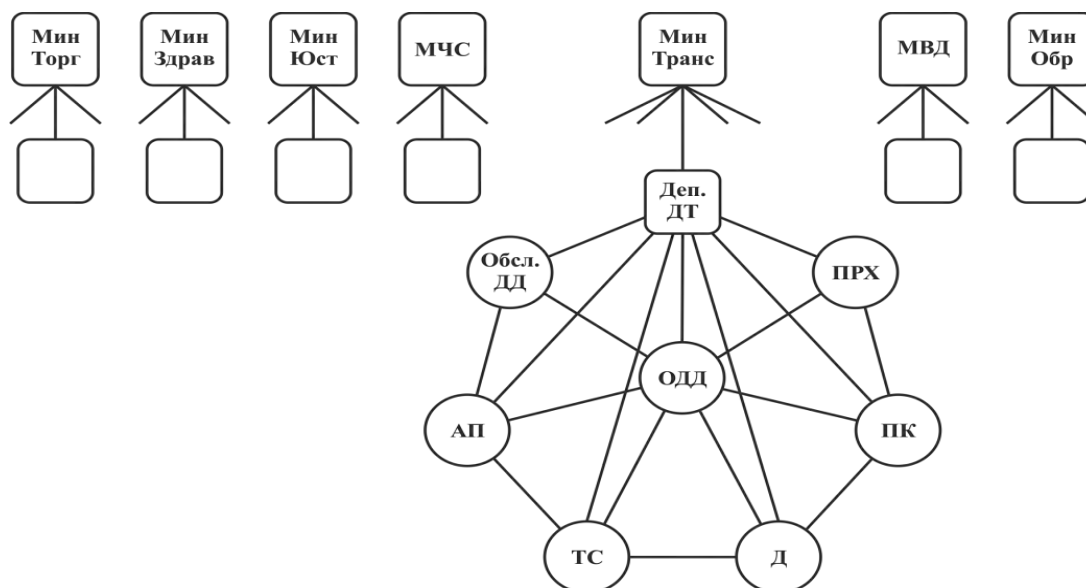 Мин
Торг
Мин
Здрав
Мин
Юст
МЧС
Мин
Транс
МВД
Мин
Обр
Деп.
ДТ
Обсл.
ДД
ПРХ
ОДД
АП
ПК
ТС
Д